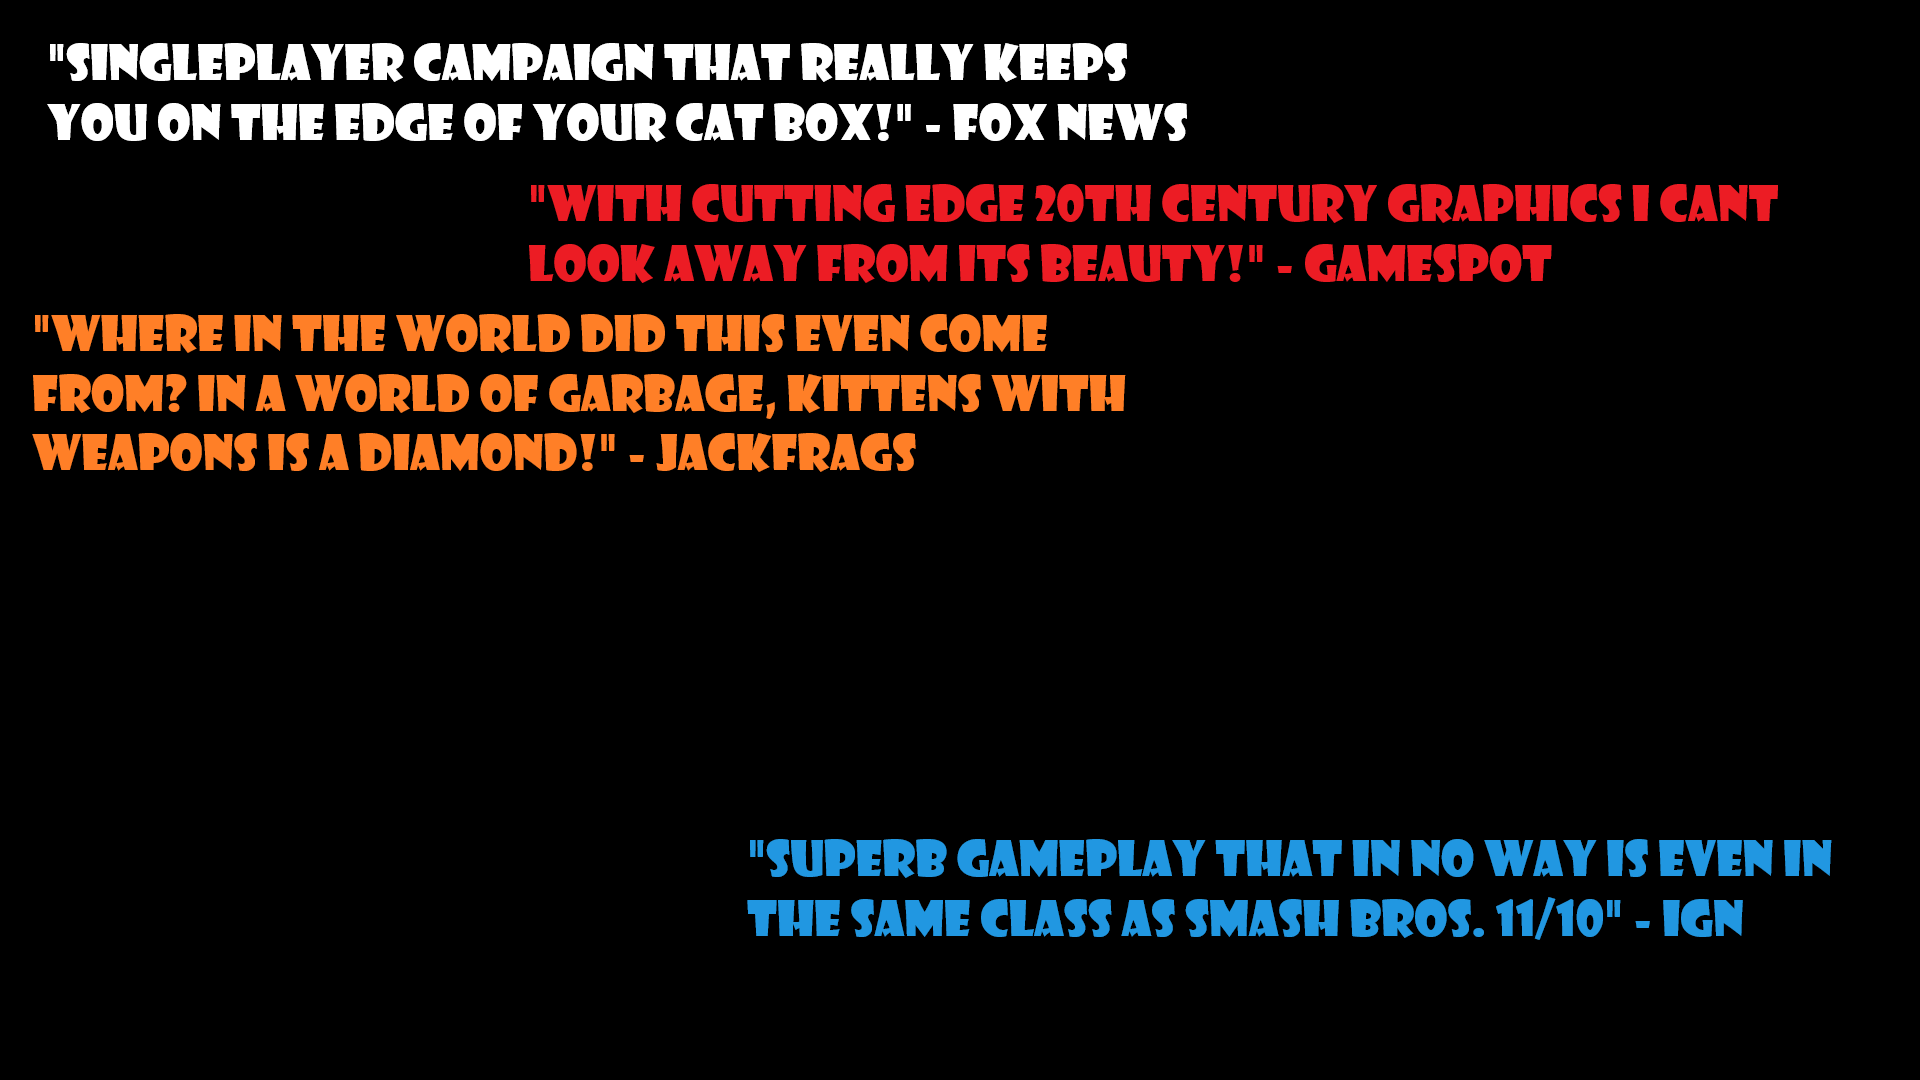 "SINGLEPLAYER CAMPAIGN THAT REALLY KEEPS
YOU ON THE EDGE OF YOUR CAT BOX!" - FOX NEWS
"WITH CUTTING EDGE 20TH CENTURY GRAPHICS I CANT
LOOK AWAY FROM ITS BEAUTY!" - GAMESPOT
"WHERE IN THE WORLD DID THIS EVEN COME
FROM? IN A WORLD OF GARBAGE, KITTENS WITH
WEAPONS IS A DIAMOND!" - JACKFRAGS
"SUPERB GAMEPLAY THAT IN NO WAY IS EVEN IN
THE SAME CLASS AS SMASH BROS. 11/10" - IGN